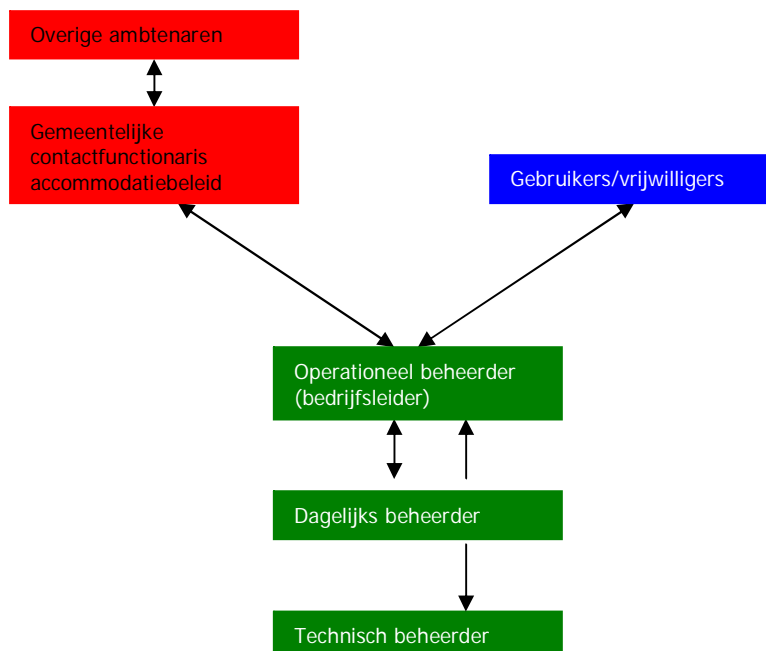 Overige ambtenaren
Gemeentelijke
contactfunctionaris
accommodatiebeleid
Gebruikers/vrijwilligers
Operationeel beheerder
(bedrijfsleider)
Dagelijks beheerder
Technisch beheerder